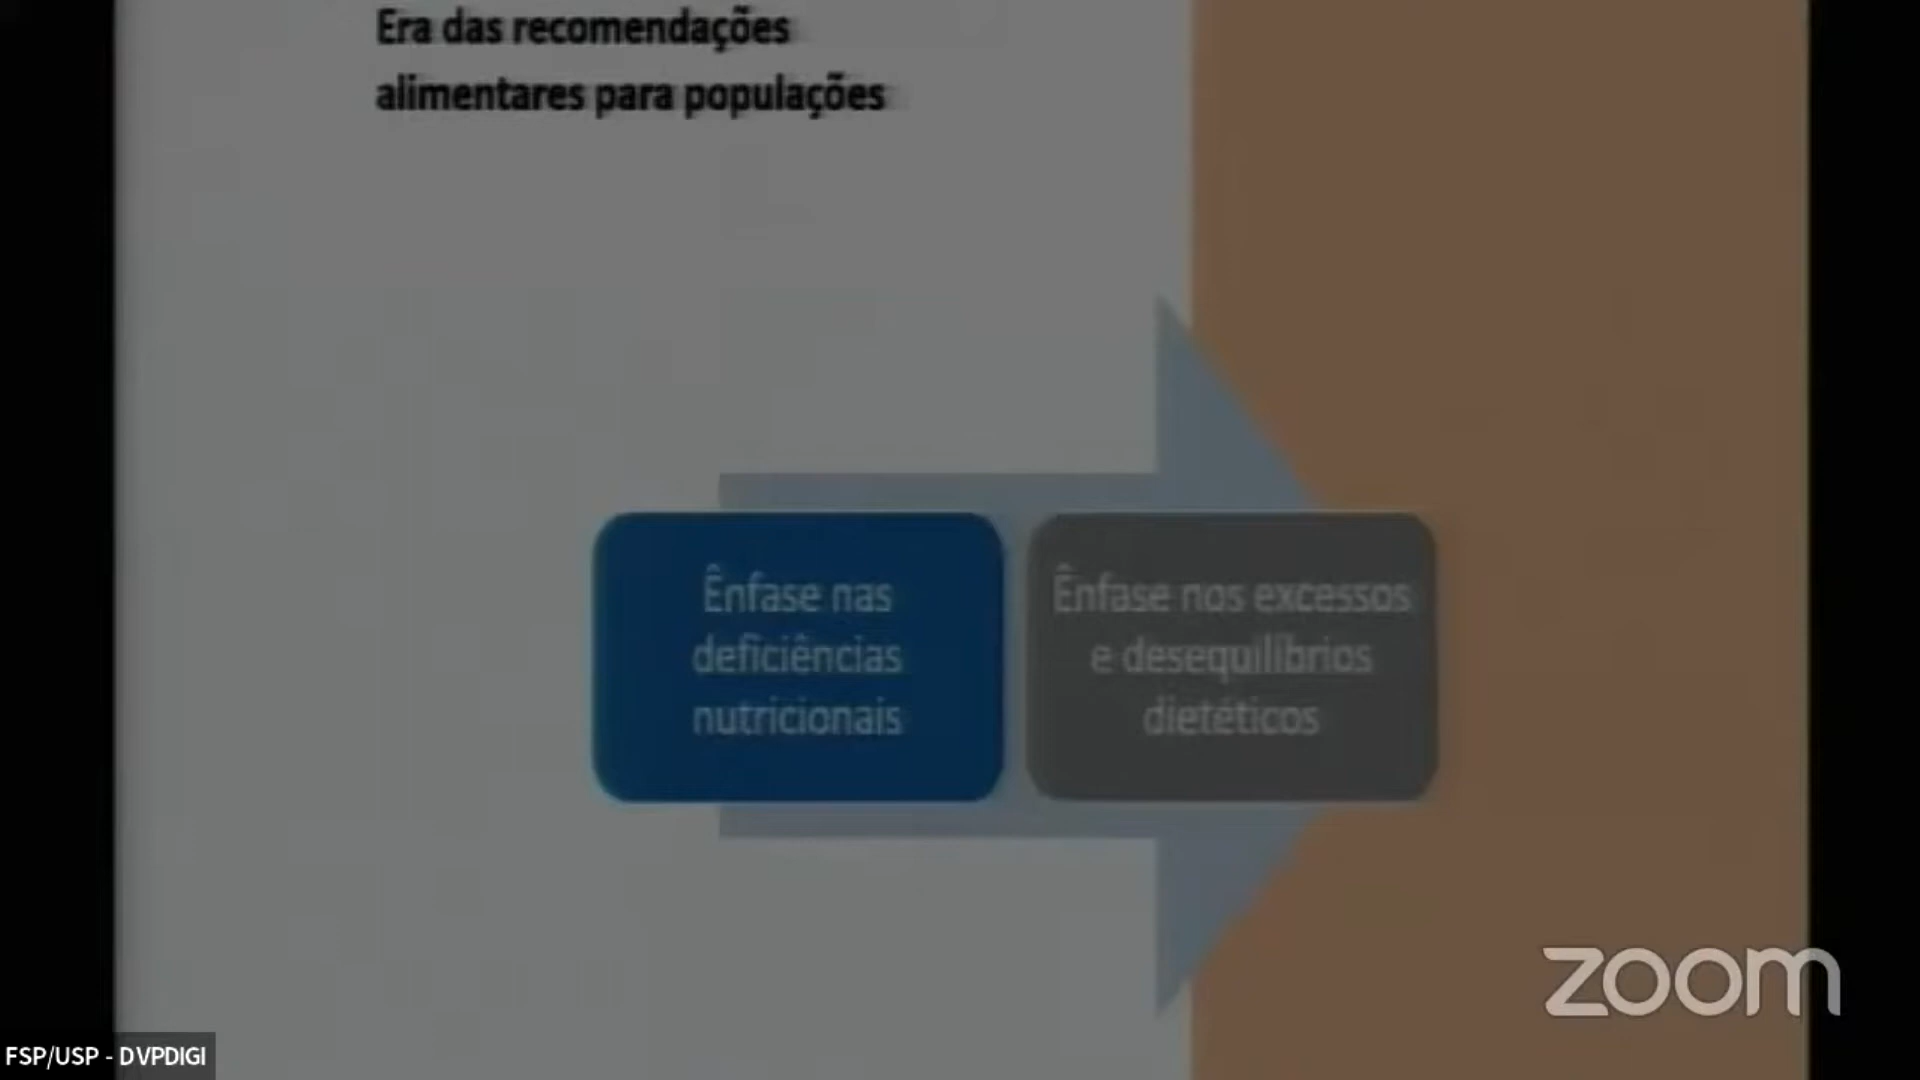 Era das recomendações
alimentares para populações
Ênfase nas
deficiências
nutricionais
Ênfase nos excessos
e desequilíbrios
dietéticos
zoom
FSP/USP - DVPDIGI